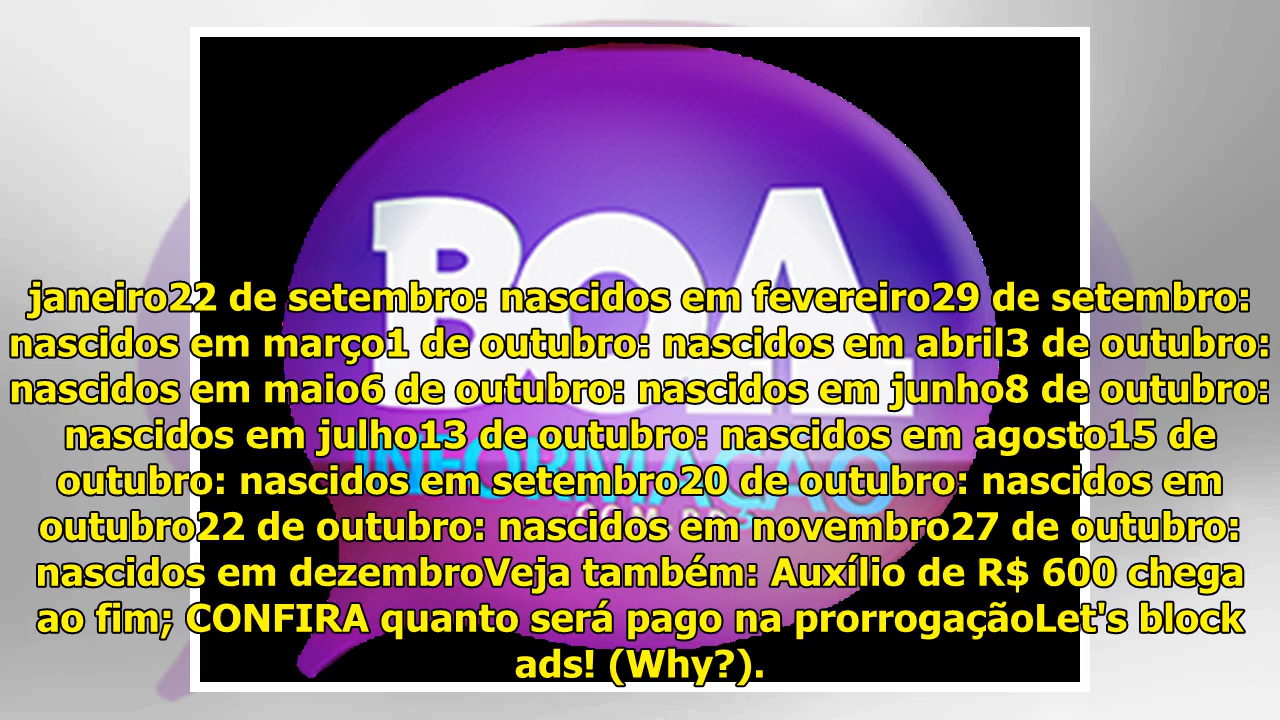 BOA
INFORMAÇÃO
janeiro22 de setembro: nascidos em fevereiro29 de setembro:
nascidos em março1 de outubro: nascidos em abril3 de outubro:
nascidos em maio6 de outubro: nascidos em junho8 de outubro:
nascidos em julho13 de outubro: nascidos em agosto15 de
outubro: nascidos em setembro20 de outubro: nascidos em
outubro22 de outubro: nascidos em novembro27 de outubro:
nascidos em dezembroVeja também: Auxílio de R$ 600 chega
ao fim; CONFIRA quanto será pago na prorrogaçãoLet's block
ads! (Why?).